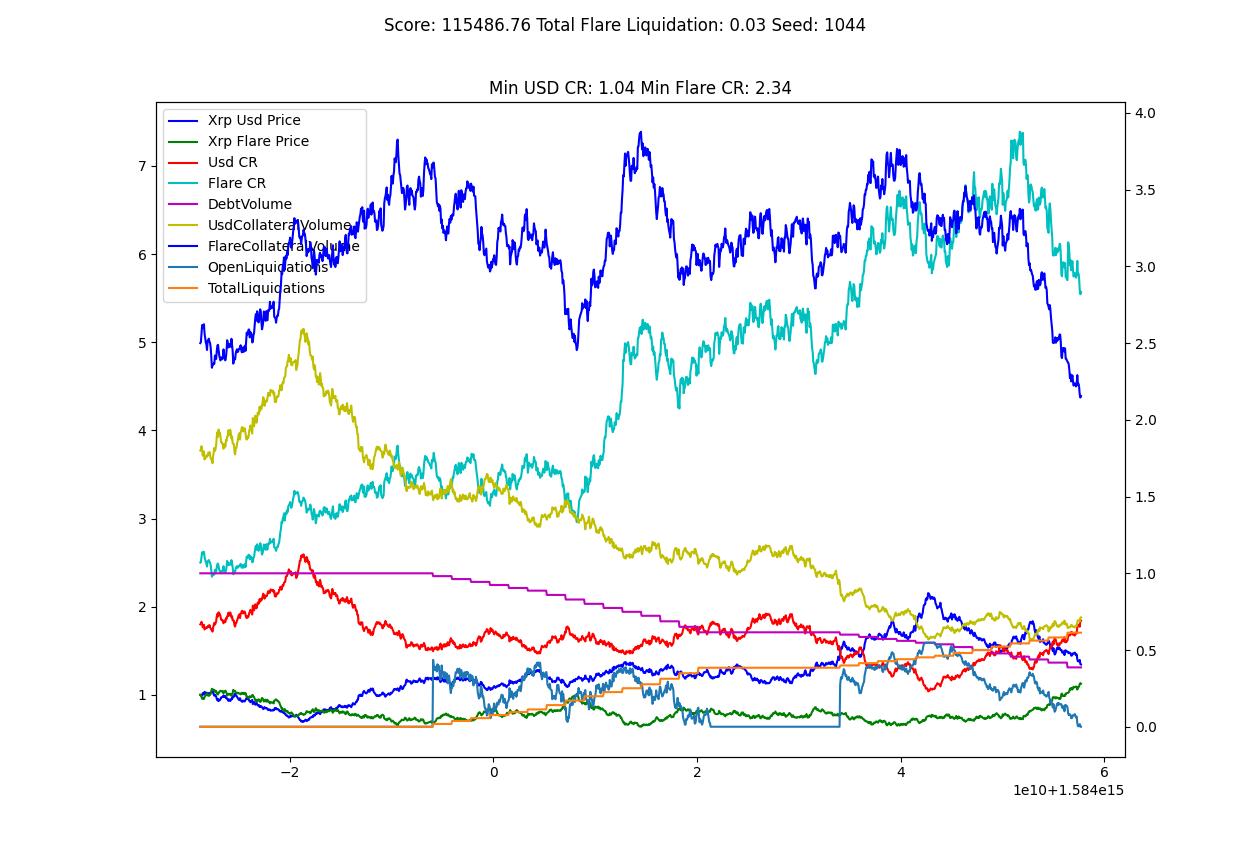 Score: 115486.76 Total Flare Liquidation: 0.03 Seed: 1044
Min USD CR: 1.04 Min Flare CR: 2.34
Xrp Usd Price
Xrp Flare Price
Usd CR
Flare CR
DebtVolume
UsdCollateralVolume
FlareCollateralVolume
OpenLiquidations
TotalLiquidations
7
6
5
4
3
2
1
4.0
3.5
3.0
2.5
2.0
1.5
1.0
0.5
0.0
−2 0 2 4 6
1e10+1.584e15